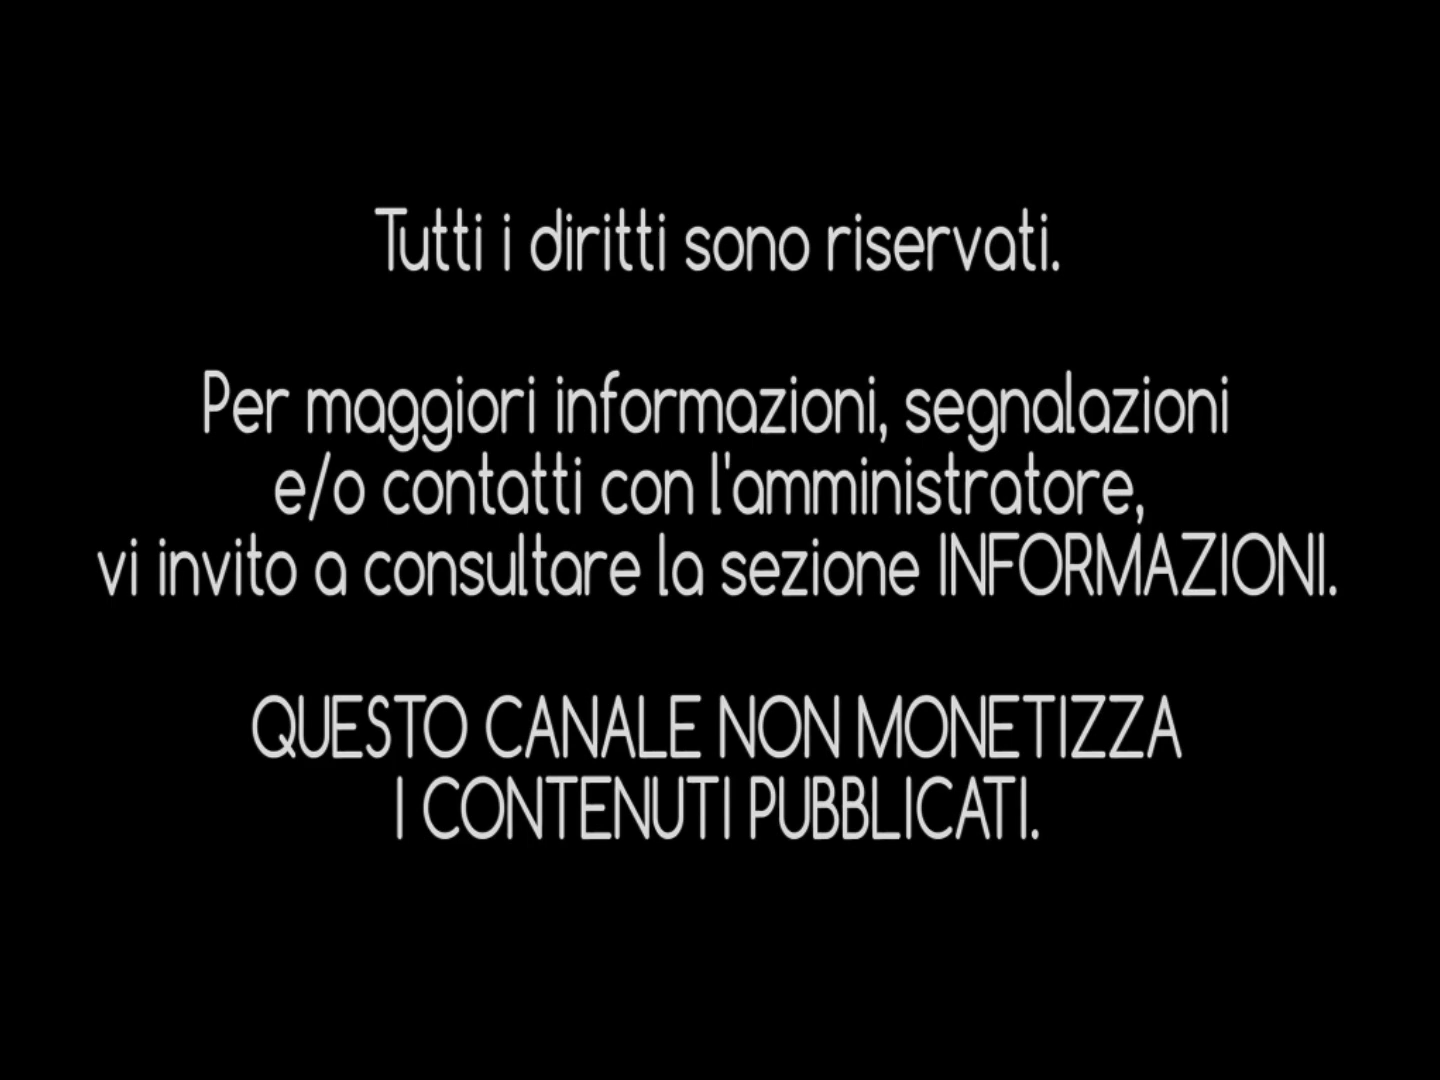 Tutti i diritti sono riservati.
Per maggiori informazioni, segnalazioni
e/o contatti con l'amministratore,
vi invito a consultare la sezione INFORMAZIONI.
QUESTO CANALE NON MONETIZZA
I CONTENUTI PUBBLICATI.